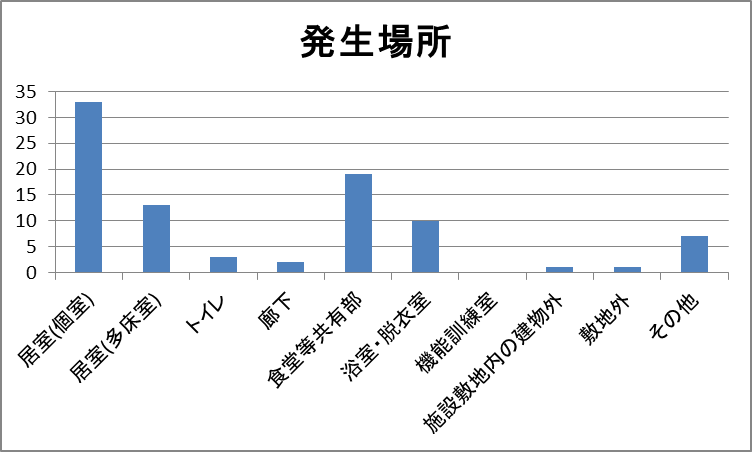 発生場所
35
30
25
20
15
10
5
0
居室(個室)
居室(多床室)
トイレ
廊下
食堂等共有部
浴室・脱衣室
機能訓練室
施設敷地内の建物外
敷地外
その他